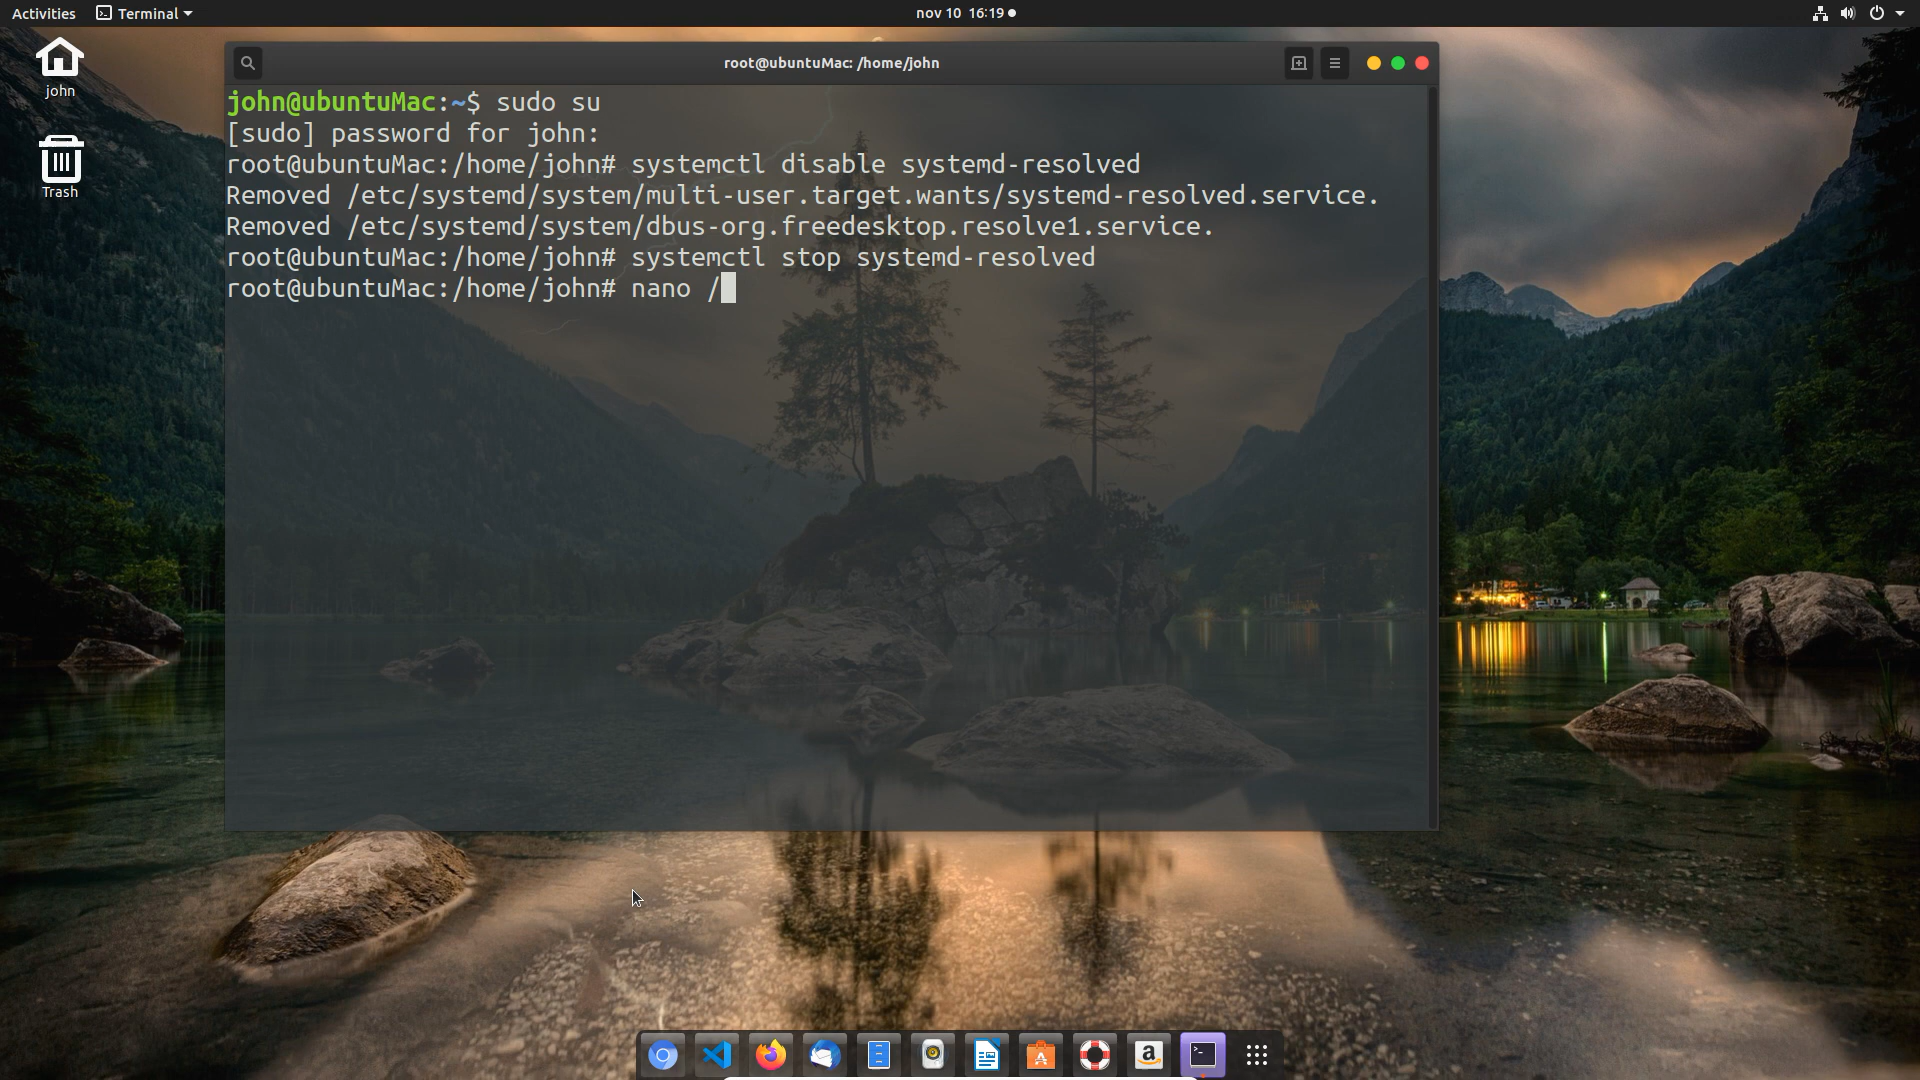 Activities Terminal nov 10 16:19
john
Trash
root@ubuntuMac: /home/john
john@ubuntuMac:~$ sudo su
[sudo] password for john:
root@ubuntuMac:/home/john# systemctl disable systemd-resolved
Removed /etc/systemd/system/multi-user.target.wants/systemd-resolved.service.
Removed /etc/systemd/system/dbus-org.freedesktop.resolve1.service.
root@ubuntuMac:/home/john# systemctl stop systemd-resolved
root@ubuntuMac:/home/john# nano /